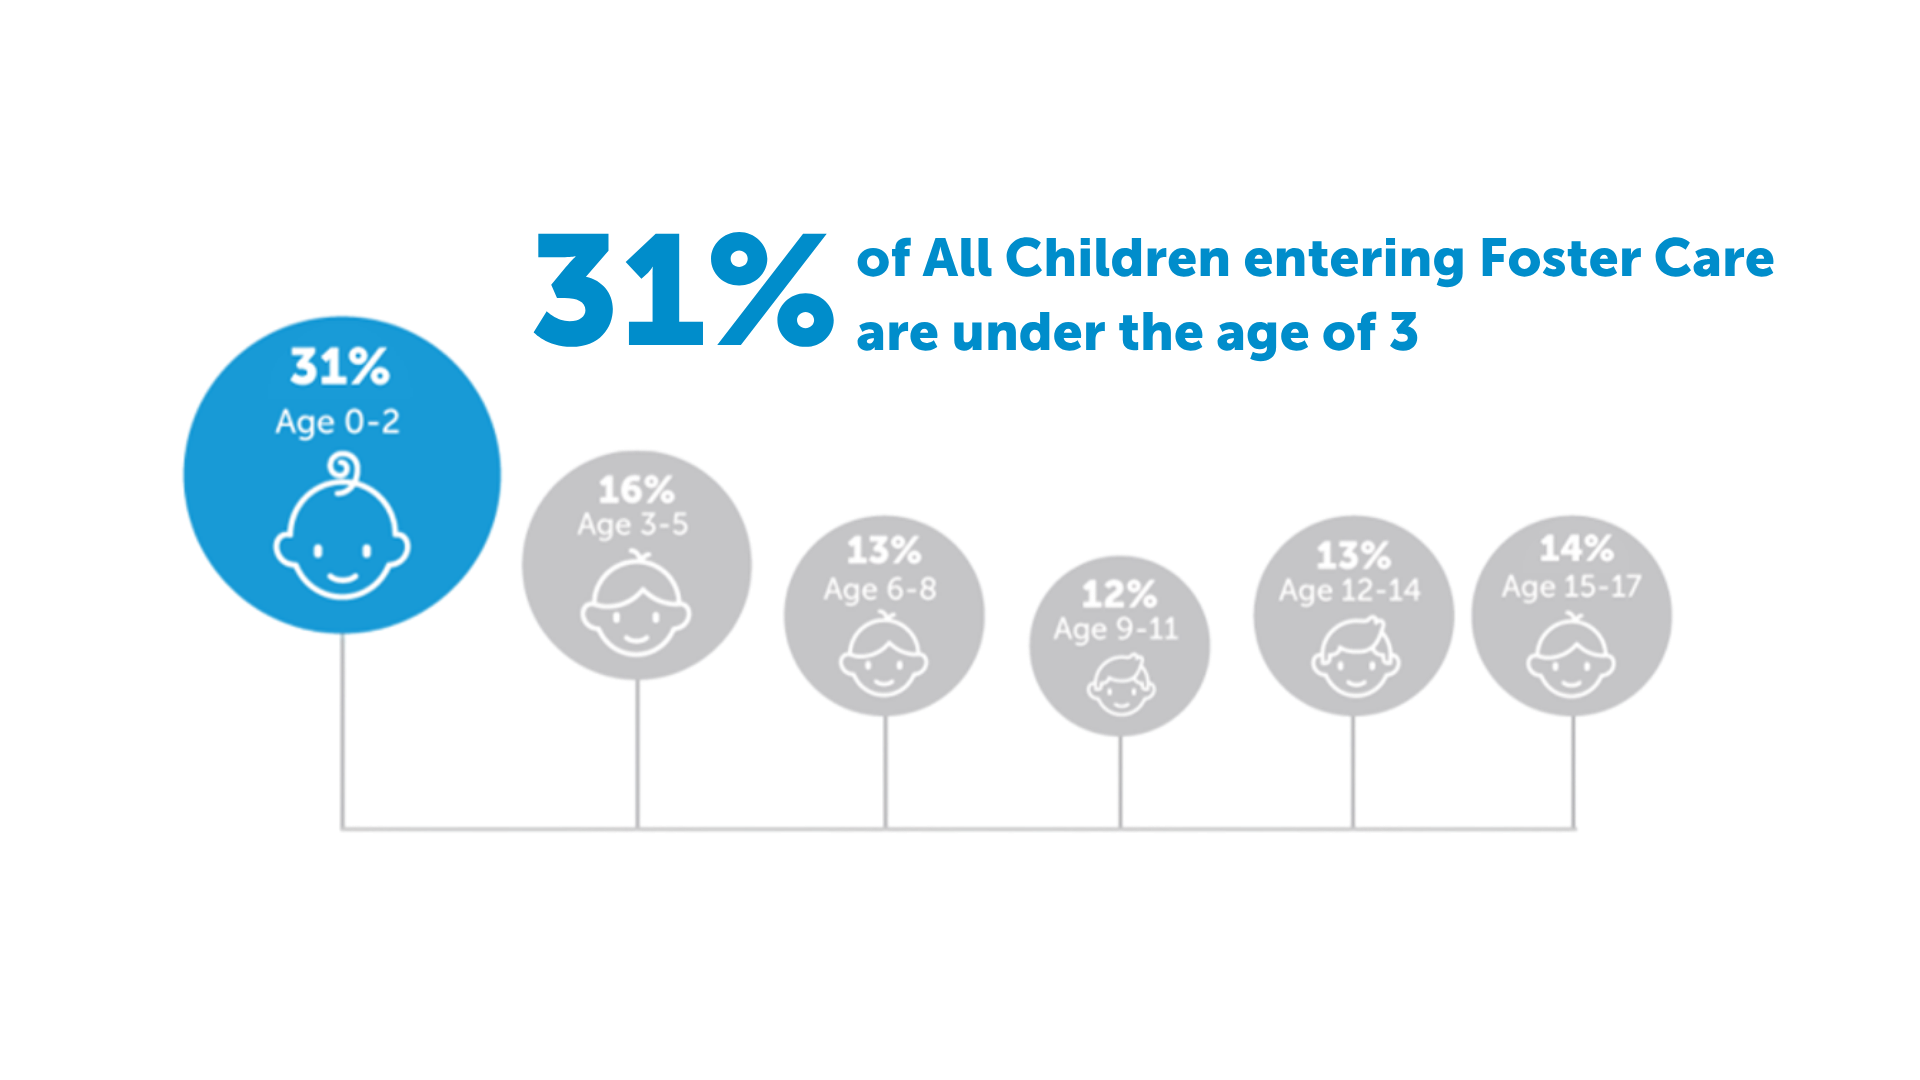 31%
of All Children entering Foster Care
are under the age of 3
31%
Age 0-2
16%
Age 3-5
13%
Age 6-8
12%
Age 9-11
13%
Age 12-14
14%
Age 15-17